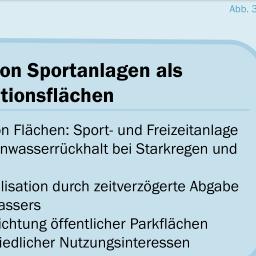 Abb. 3
on Sportanlagen als
tionsflächen
on Flächen: Sport- und Freizeitanlage
nwasserrückhalt bei Starkregen und
lisation durch zeitverzögerte Abgabe
assers
ichtung öffentlicher Parkflächen
iedlicher Nutzungsinteressen